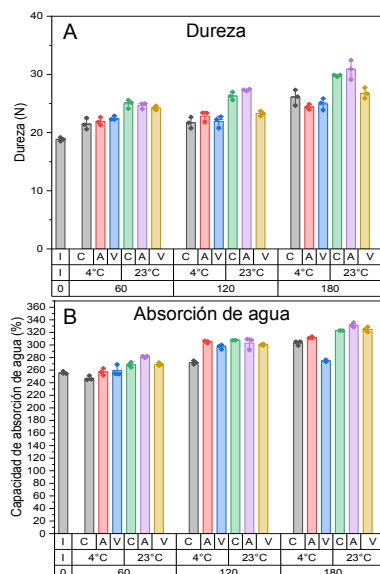 A Dureza
Dureza (N)
40
30
20
10
0
I C A V C A V C A V C A V C A V C A V
I 4°C 23°C 4°C 23°C 4°C 23°C
0 60 120 180
B Absorción de agua
Capacidad de absorción de agua (%)
360
340
320
300
280
260
240
220
200
180
160
140
120
100
80
60
40
20
0
I C A V C A V C A V C A V C A V C A V
I 4°C 23°C 4°C 23°C 4°C 23°C
0 60 120 180